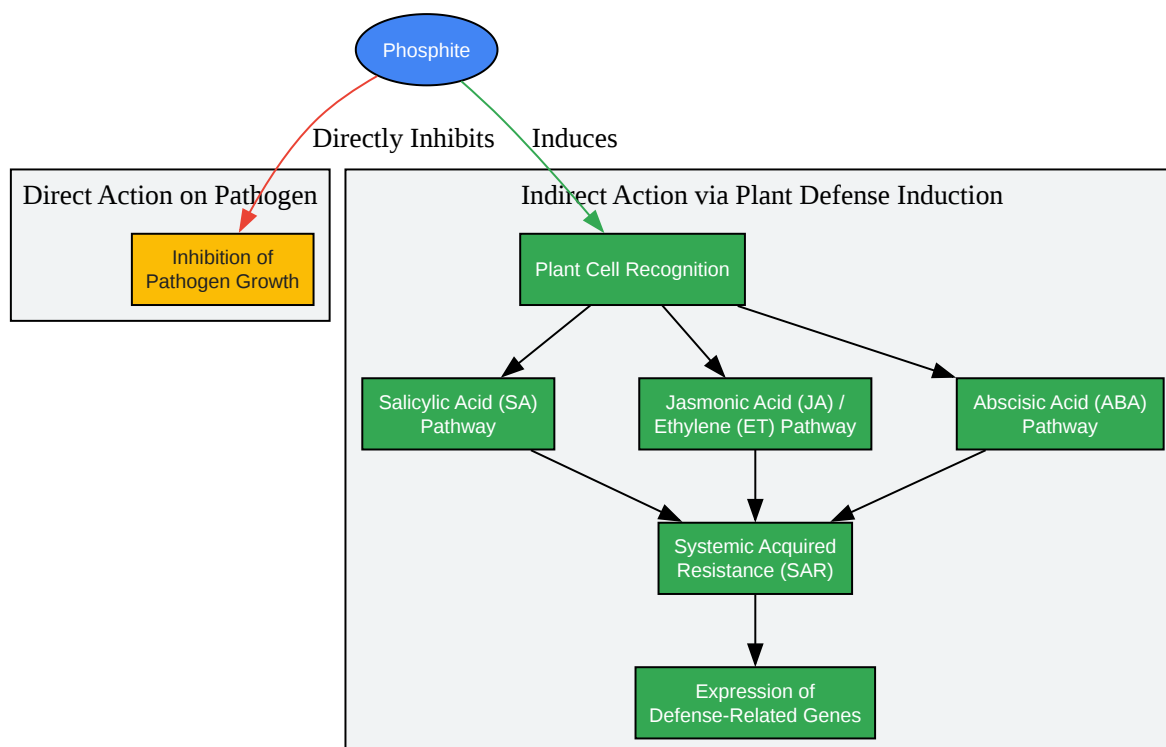 Phosphite
Directly Inhibits
Induces
Direct Action on Pathogen
Indirect Action via Plant Defense Induction
Inhibition of
Pathogen Growth
Plant Cell Recognition
Salicylic Acid (SA)
Pathway
Jasmonic Acid (JA) /
Ethylene (ET) Pathway
Abscisic Acid (ABA)
Pathway
Systemic Acquired
Resistance (SAR)
Expression of
Defense-Related Genes